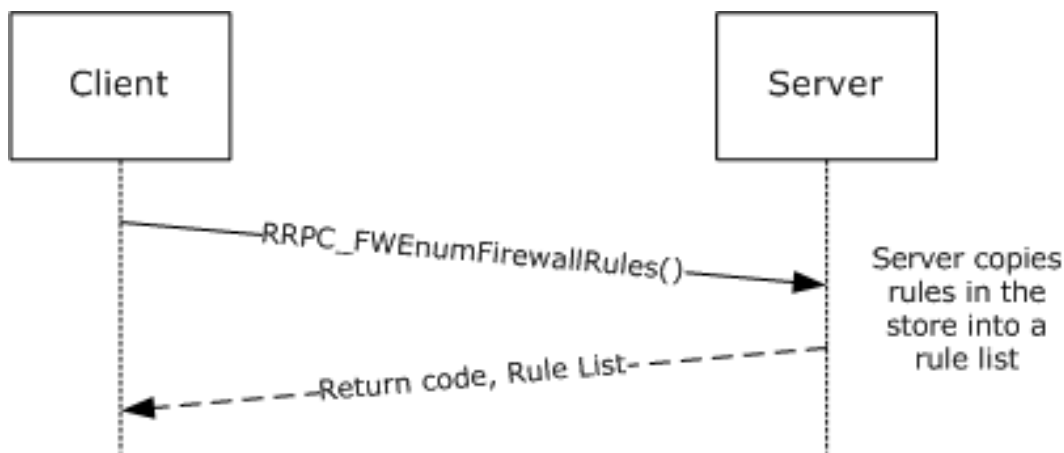 Client
Server
RRPC_FWEnumFirewallRules()
Server copies
rules in the
store into a
rule list
Return code, Rule List